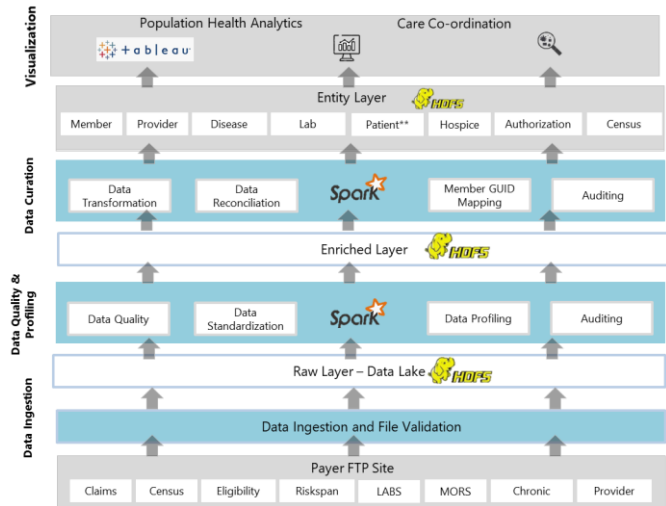 Visualization
Population Health Analytics
Care Co-ordination
+ a b l e a u
Entity Layer
HDFS
Member
Provider
Disease
Lab
Patient**
Hospice
Authorization
Census
Data Curation
Data
Transformation
Data
Reconciliation
Spark
Member GUID
Mapping
Auditing
Enriched Layer
HDFS
Data Quality &
Profiling
Data Quality
Data
Standardization
Spark
Data Profiling
Auditing
Raw Layer – Data Lake
HDFS
Data Ingestion
Data Ingestion and File Validation
Payer FTP Site
Claims
Census
Eligibility
Riskspan
LABS
MORS
Chronic
Provider